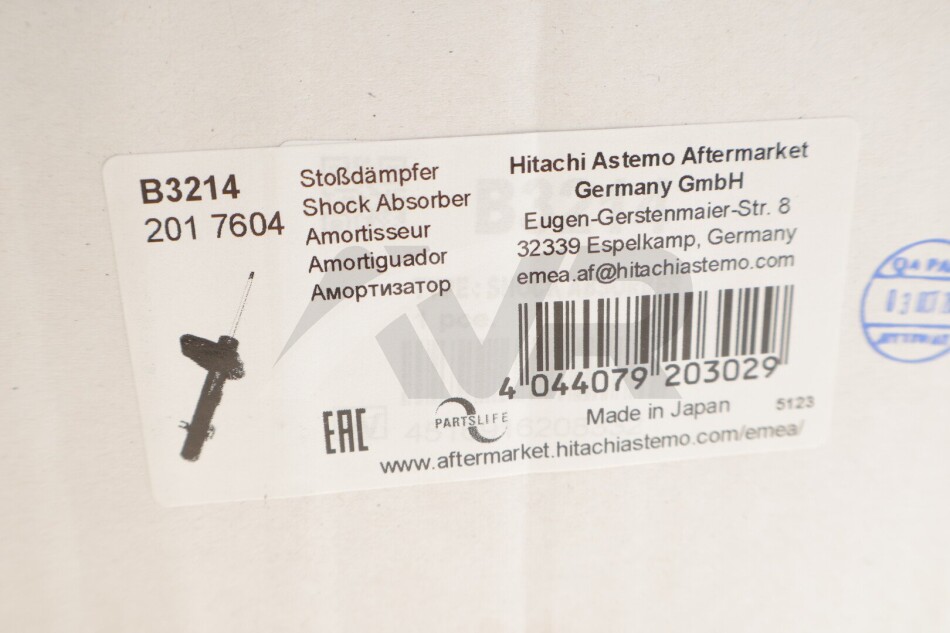 B3214
201 7604
Stoßdämpfer
Shock Absorber
Amortisseur
Amortiguador
Амортизатор
Hitachi Astemo Aftermarket
Germany GmbH
Eugen-Gerstenmaier-Str. 8
32339 Espelkamp, Germany
emea.af@hitachiastemo.com
4 044079 203029
EAC
PARTSLIFE
Made in Japan
5123
www.aftermarket.hitachiastemo.com/emea/